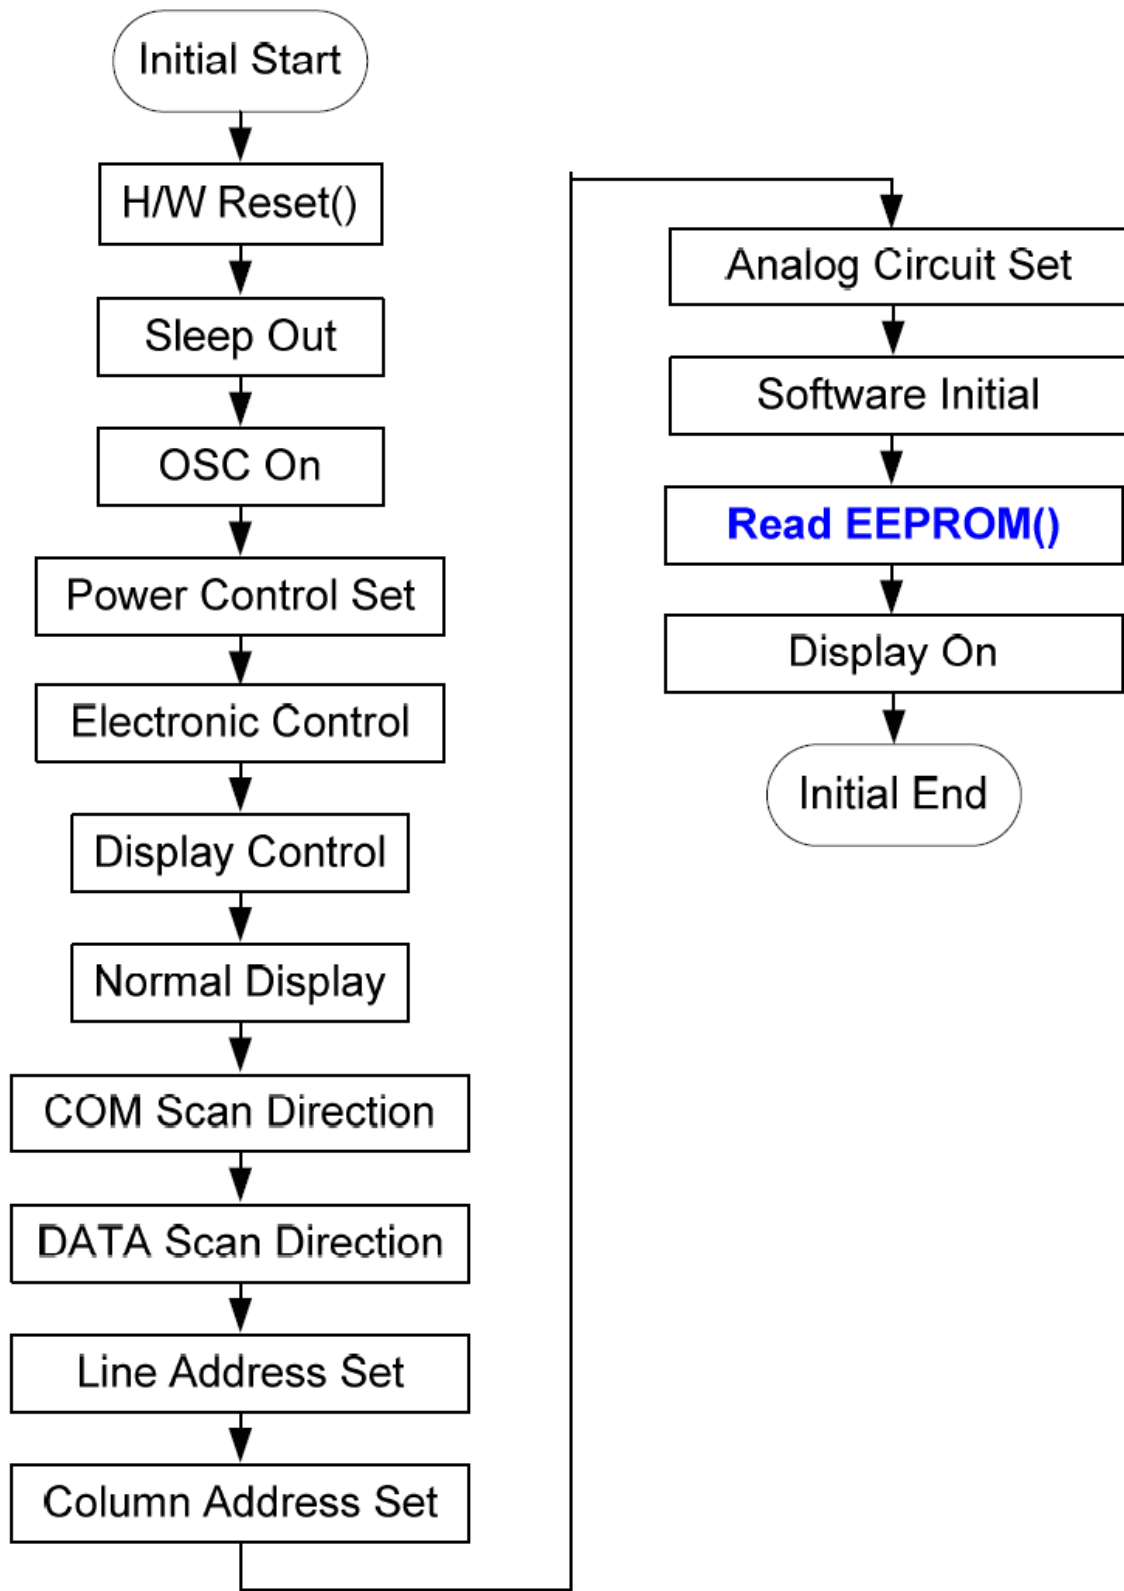 Initial Start
H/W Reset()
Sleep Out
OSC On
Power Control Set
Electronic Control
Display Control
Normal Display
COM Scan Direction
DATA Scan Direction
Line Address Set
Column Address Set
Analog Circuit Set
Software Initial
Read EEPROM()
Display On
Initial End